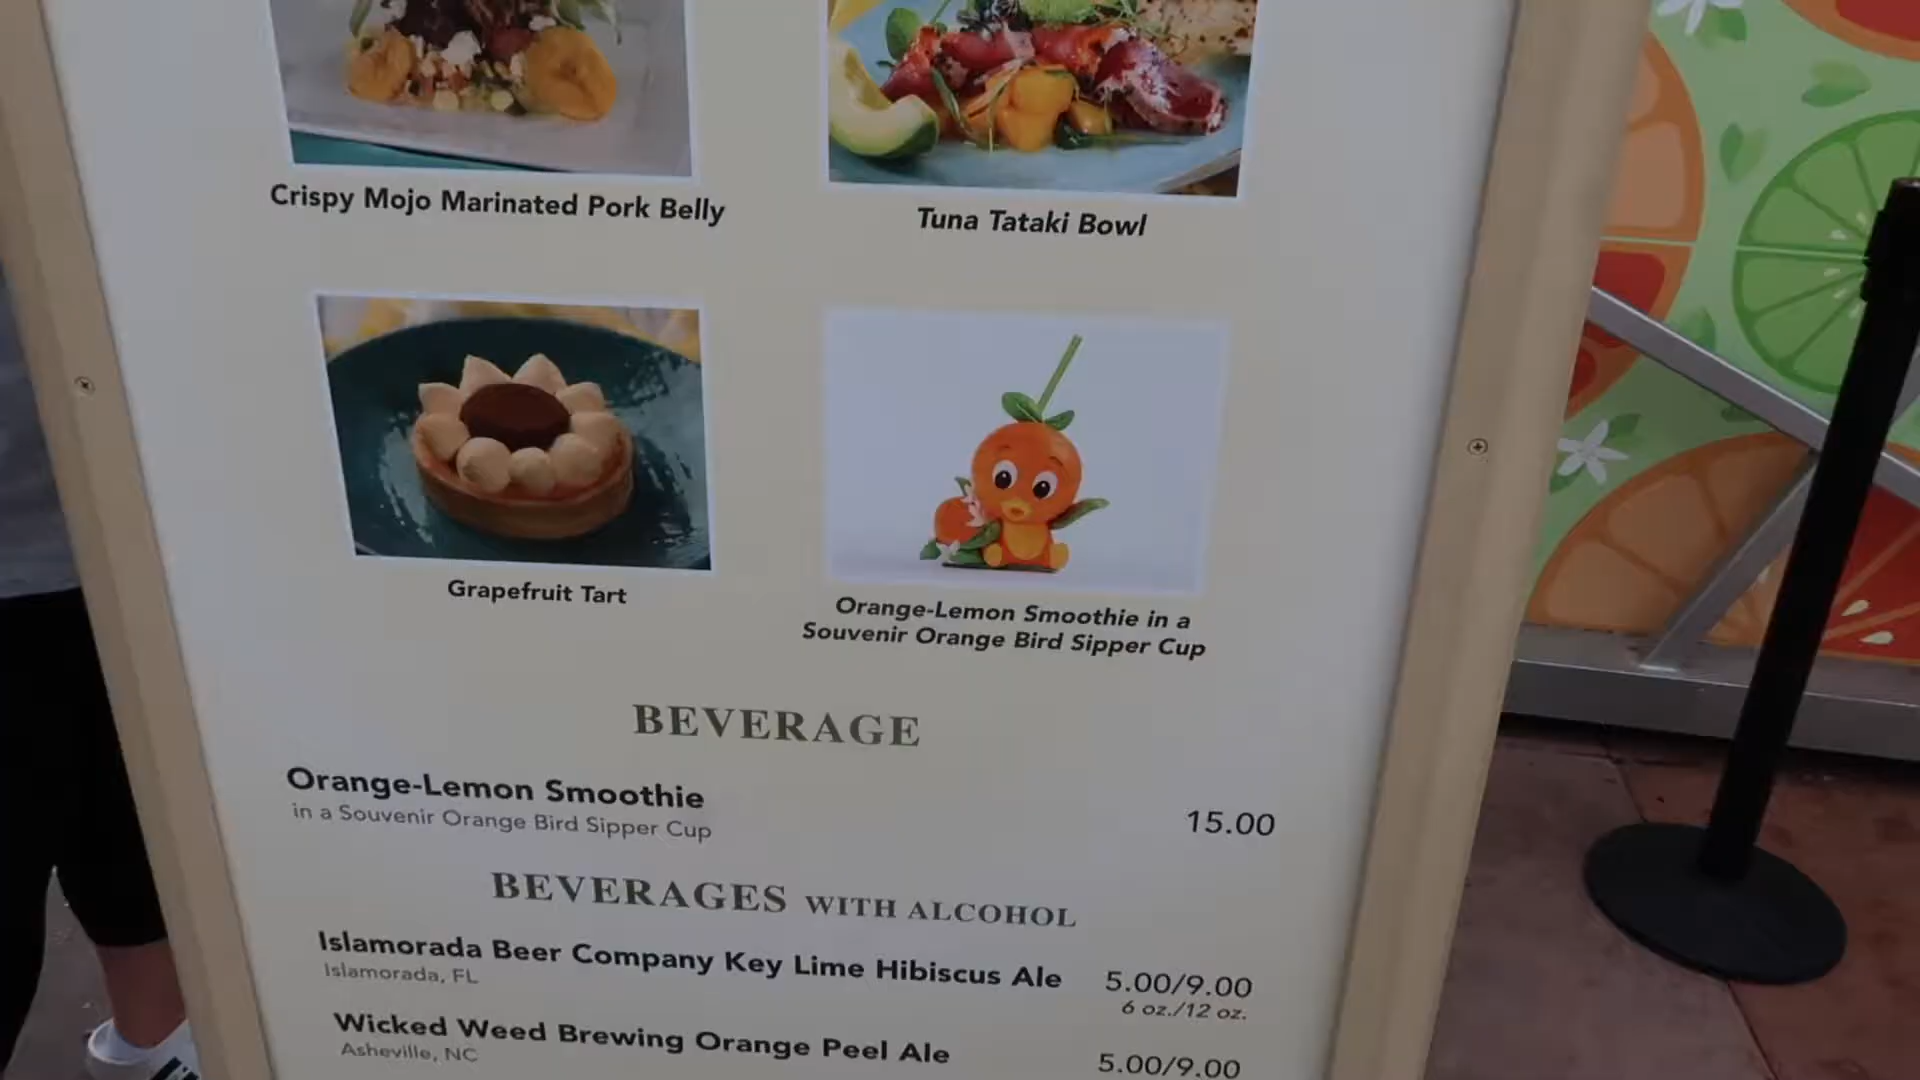 Crispy Mojo Marinated Pork Belly
Tuna Tataki Bowl
Grapefruit Tart
Orange-Lemon Smoothie in a
Souvenir Orange Bird Sipper Cup
BEVERAGE
Orange-Lemon Smoothie 15.00
in a Souvenir Orange Bird Sipper Cup
BEVERAGES WITH ALCOHOL
Islamorada Beer Company Key Lime Hibiscus Ale 5.00/9.00
Islamorada, FL 6 oz./12 oz.
Wicked Weed Brewing Orange Peel Ale 5.00/9.00
Asheville, NC